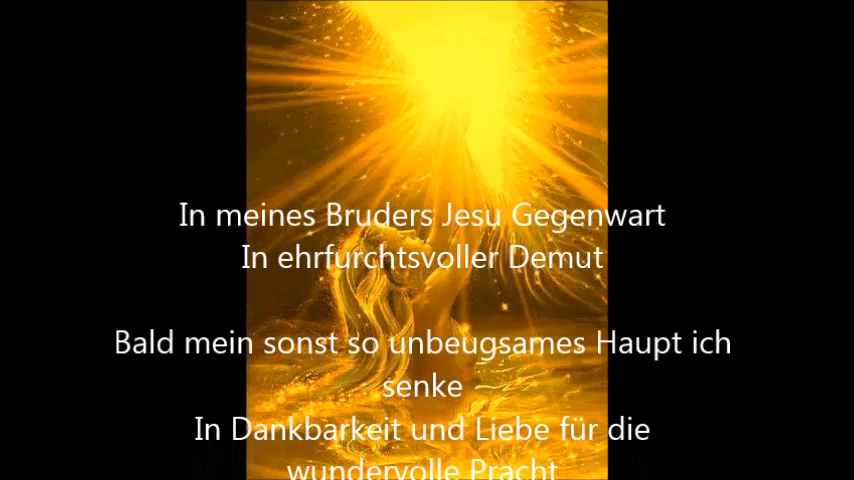 In meines Bruders Jesu Gegenwart
In ehrfurchtsvoller Demut
Bald mein sonst so unbeugsames Haupt ich
senke
In Dankbarkeit und Liebe für die
wundervolle Pracht